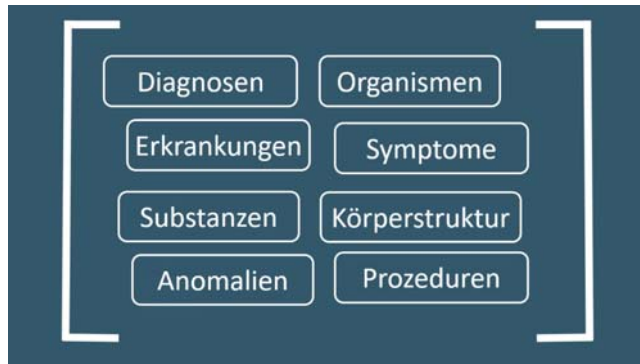 Diagnosen
Organismen
Erkrankungen
Symptome
Substanzen
Körperstruktur
Anomalien
Prozeduren